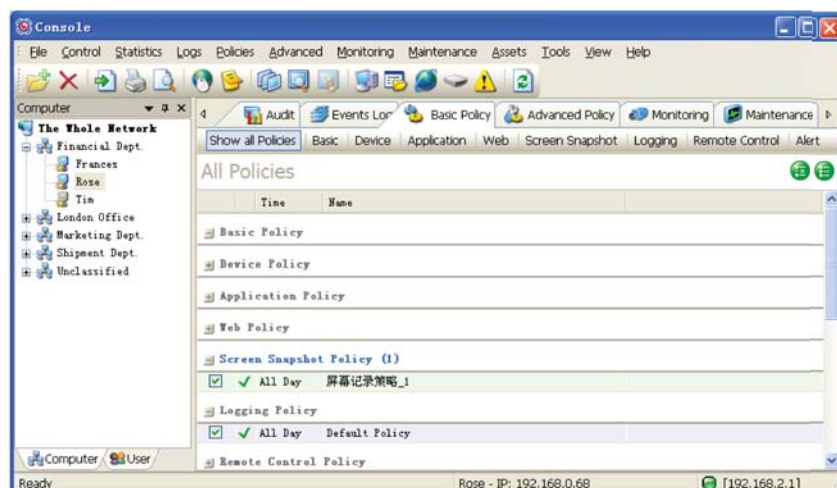 Console
File Control Statistics Logs Policies Advanced Monitoring Maintenance Assets Tools View Help
Computer
The Whole Network
Financial Dept.
Frances
Rose
Tim
London Office
Marketing Dept.
Shipment Dept.
Unclassified
Computer User
Audit Events Log Basic Policy Advanced Policy Monitoring Maintenance
Show all Policies Basic Device Application Web Screen Snapshot Logging Remote Control Alert
All Policies
Time Name
Basic Policy
Device Policy
Application Policy
Web Policy
Screen Snapshot Policy (1)
All Day 屏幕记录策略_1
Logging Policy
All Day Default Policy
Remote Control Policy
Ready Rose - IP: 192.168.0.68 [192.168.2.1]